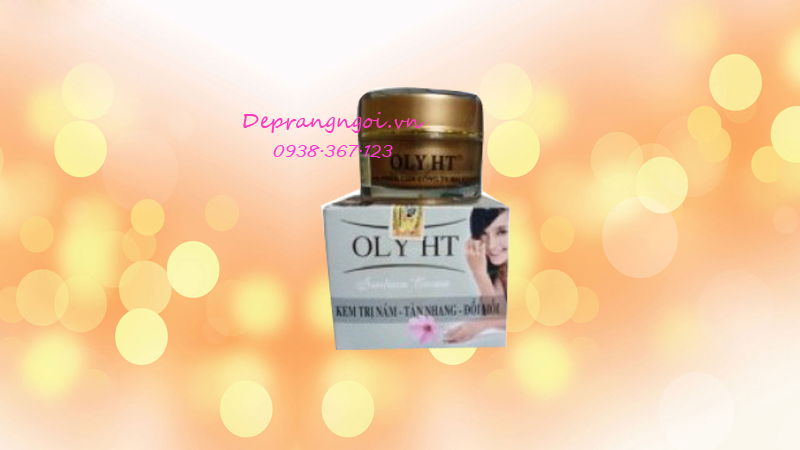 Deprangngoi.vn
0938·367·123
OLY HT
OLY HT
KEM TRỊ NÁM - TÀN NHANG - ĐỒI MỒI